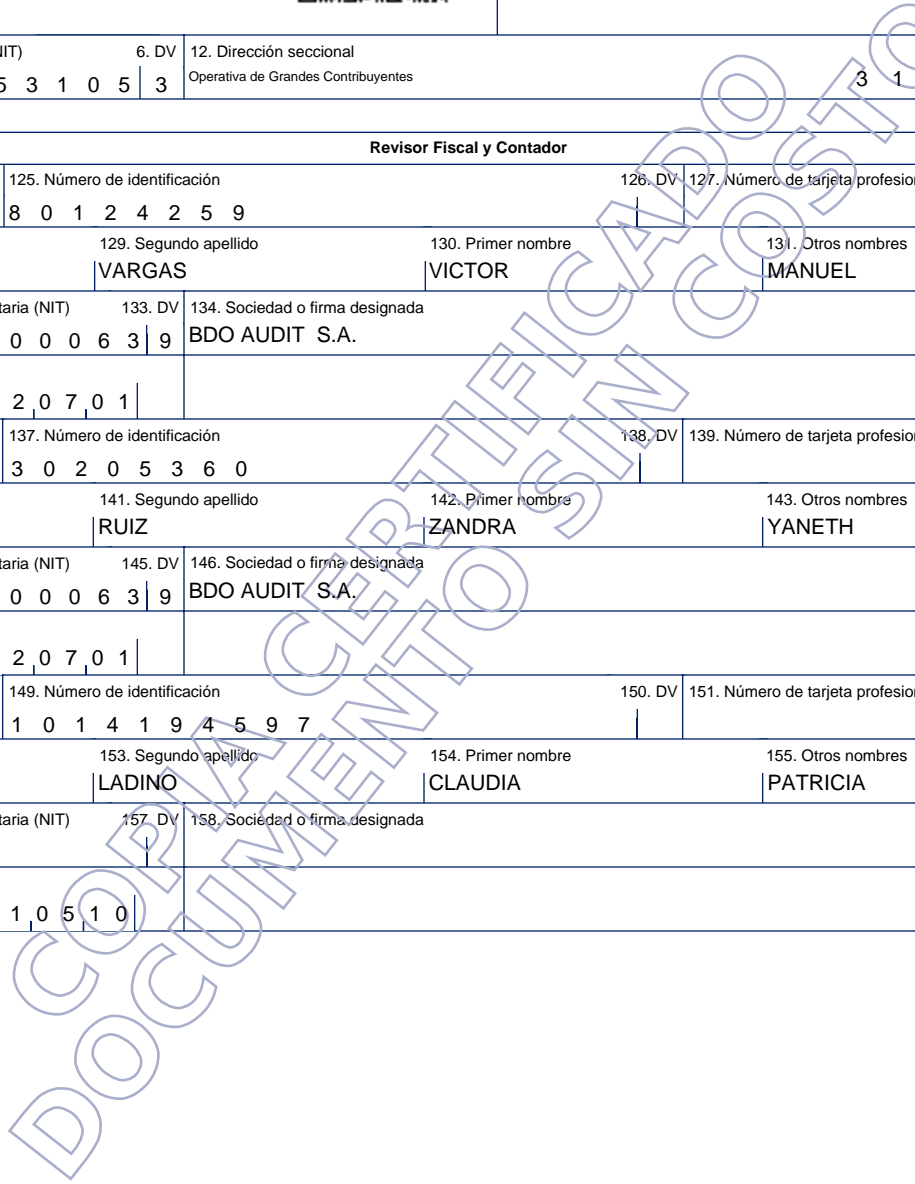 NIT) 6. DV 12. Dirección seccional
5 3 1 0 5 3 Operativa de Grandes Contribuyentes 3 1
Revisor Fiscal y Contador
125. Número de identificación 126. DV 127. Número de tarjeta profesion
8 0 1 2 4 2 5 9
129. Segundo apellido 130. Primer nombre 131. Otros nombres
VARGAS VICTOR MANUEL
taria (NIT) 133. DV 134. Sociedad o firma designada
0 0 0 6 3 9 BDO AUDIT S.A.
2 0 7 0 1
137. Número de identificación 138. DV 139. Número de tarjeta profesion
3 0 2 0 5 3 6 0
141. Segundo apellido 142. Primer nombre 143. Otros nombres
RUIZ ZANDRA YANETH
taria (NIT) 145. DV 146. Sociedad o firma designada
0 0 0 6 3 9 BDO AUDIT S.A.
2 0 7 0 1
149. Número de identificación 150. DV 151. Número de tarjeta profesion
1 0 1 4 1 9 4 5 9 7
153. Segundo apellido 154. Primer nombre 155. Otros nombres
LADINO CLAUDIA PATRICIA
taria (NIT) 157. DV 158. Sociedad o firma designada
1 0 5 1 0
COPIA CERTIFICADO
DOCUMENTO SIN COSTO